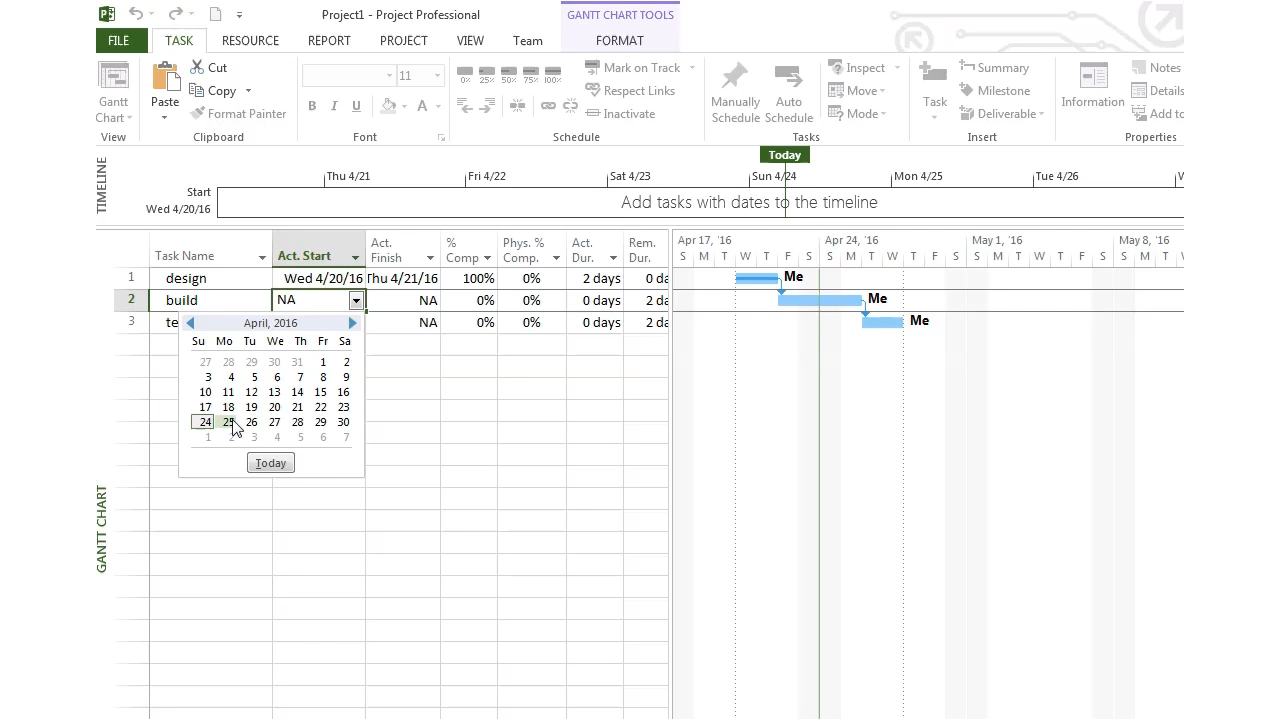 Project1 - Project Professional
GANTT CHART TOOLS
FILE TASK RESOURCE REPORT PROJECT VIEW Team FORMAT
Gantt Chart
View
Paste
Cut
Copy
Format Painter
Clipboard
11
B I U A
Font
0% 25% 50% 75% 100%
Mark on Track
Respect Links
Inactivate
Schedule
Manually Schedule
Auto Schedule
Inspect
Move
Mode
Tasks
Task
Summary
Milestone
Deliverable
Insert
Information
Notes
Details
Add to
Properties
TIMELINE
Today
Thu 4/21 Fri 4/22 Sat 4/23 Sun 4/24 Mon 4/25 Tue 4/26 W
Start
Wed 4/20/16
Add tasks with dates to the timeline
GANTT CHART
Task Name Act. Start Act. Finish % Comp Phys. % Comp. Act. Dur. Rem. Dur.
1 design Wed 4/20/16 Thu 4/21/16 100% 0% 2 days 0 da
2 build NA NA 0% 0% 0 days 2 da
3 te NA 0% 0% 0 days 2 da
April, 2016
Su Mo Tu We Th Fr Sa
27 28 29 30 31 1 2
3 4 5 6 7 8 9
10 11 12 13 14 15 16
17 18 19 20 21 22 23
24 25 26 27 28 29 30
1 2 3 4 5 6 7
Today
Apr 17, '16 Apr 24, '16 May 1, '16 May 8, '16
S M T W T F S S M T W T F S S M T W T F S S M T W
Me
Me
Me